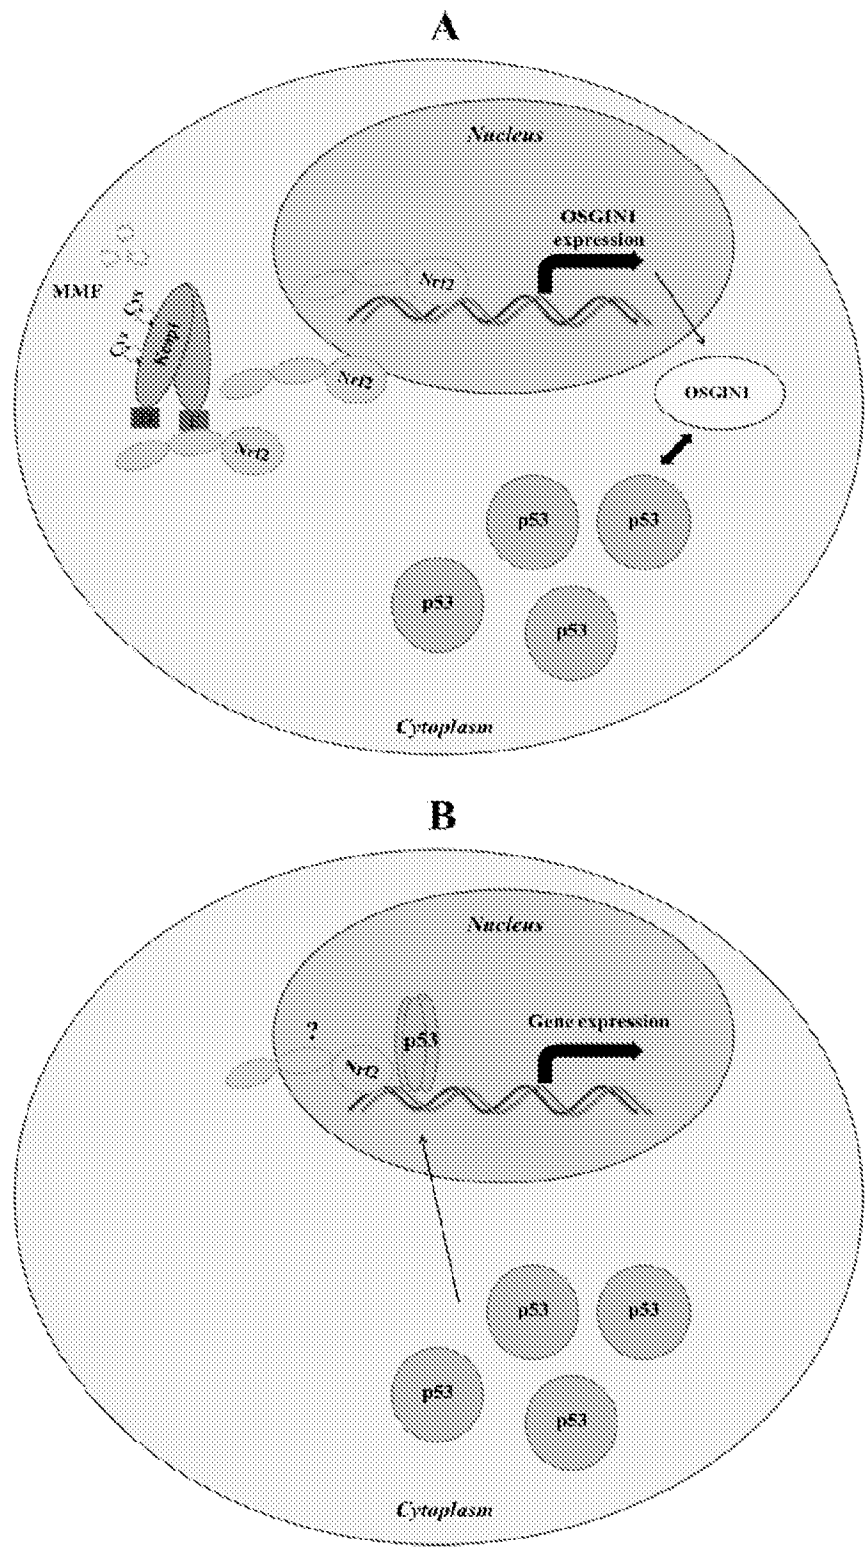 A
Nucleus
OSGIN1
expression
Nrf2
MMF
Cys
Cys
Keap1
Nrf2
OSGIN1
Nrf2
p53
p53
p53
p53
Cytoplasm
B
Nucleus
?
p53
Gene expression
Nrf2
p53
p53
p53
p53
Cytoplasm